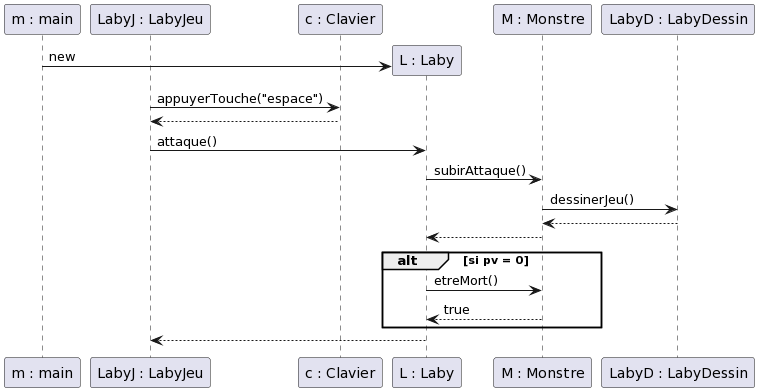 m : main
LabyJ : LabyJeu
c : Clavier
M : Monstre
LabyD : LabyDessin
new
L : Laby
appuyerTouche("espace")
attaque()
subirAttaque()
dessinerJeu()
alt
[si pv = 0]
etreMort()
true
m : main
LabyJ : LabyJeu
c : Clavier
L : Laby
M : Monstre
LabyD : LabyDessin